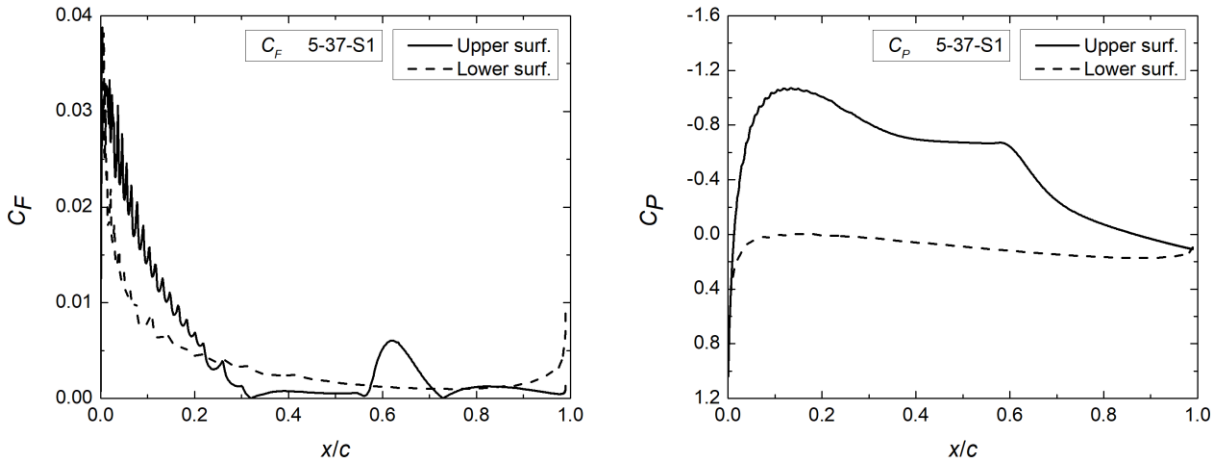 0.04
0.03
0.02
0.01
0.00
C_F
C_F 5-37-S1
Upper surf.
Lower surf.
0.0 0.2 0.4 0.6 0.8 1.0
x/c
-1.6
-1.2
-0.8
-0.4
0.0
0.4
0.8
1.2
C_P
C_P 5-37-S1
Upper surf.
Lower surf.
0.0 0.2 0.4 0.6 0.8 1.0
x/c